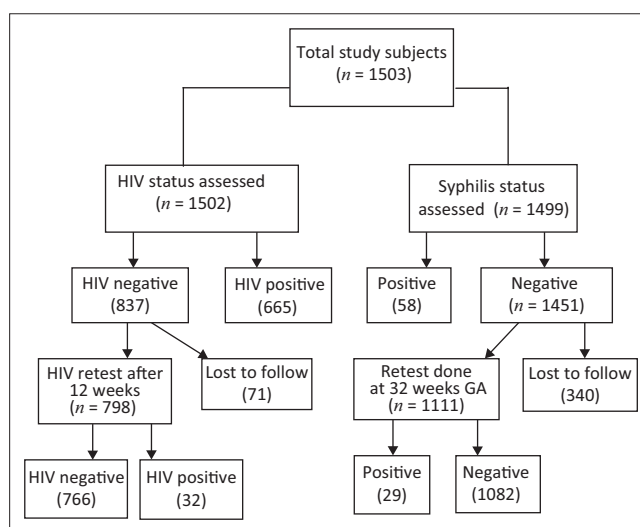 Total study subjects
(n = 1503)
HIV status assessed
(n = 1502)
Syphilis status
assessed (n = 1499)
HIV negative
(837)
HIV positive
(665)
Positive
(58)
Negative
(n = 1451)
HIV retest after
12 weeks
(n = 798)
Lost to follow
(71)
Retest done
at 32 weeks GA
(n = 1111)
Lost to follow
(340)
HIV negative
(766)
HIV positive
(32)
Positive
(29)
Negative
(1082)